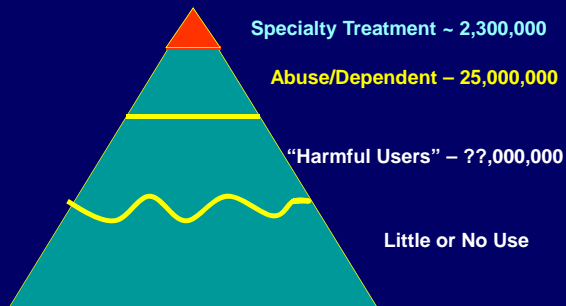 Specialty Treatment ~ 2,300,000
Abuse/Dependent – 25,000,000
“Harmful Users” – ??,000,000
Little or No Use